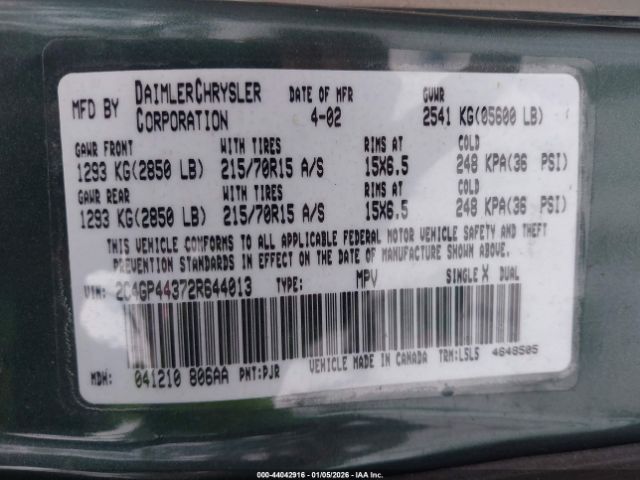 MFD BY DAIMLERCHRYSLER CORPORATION DATE OF MFR 4-02 GVWR 2541 KG(05600 LB)
GAWR FRONT WITH TIRES RIMS AT COLD
1293 KG(2850 LB) 215/70R15 A/S 15X6.5 248 KPA(36 PSI)
GAWR REAR WITH TIRES RIMS AT COLD
1293 KG(2850 LB) 215/70R15 A/S 15X6.5 248 KPA(36 PSI)
THIS VEHICLE CONFORMS TO ALL APPLICABLE FEDERAL MOTOR VEHICLE SAFETY AND THEFT
PREVENTION STANDARDS IN EFFECT ON THE DATE OF MANUFACTURE SHOWN ABOVE.
VIN: 2C4GP44372R644013 TYPE: MPV SINGLE X DUAL
MDH: 041210 806AA PNT:PJR VEHICLE MADE IN CANADA TRM:L5L5 4648505
000-44042916 - 01/05/2026 - COPYRIGHT IAA, INC.